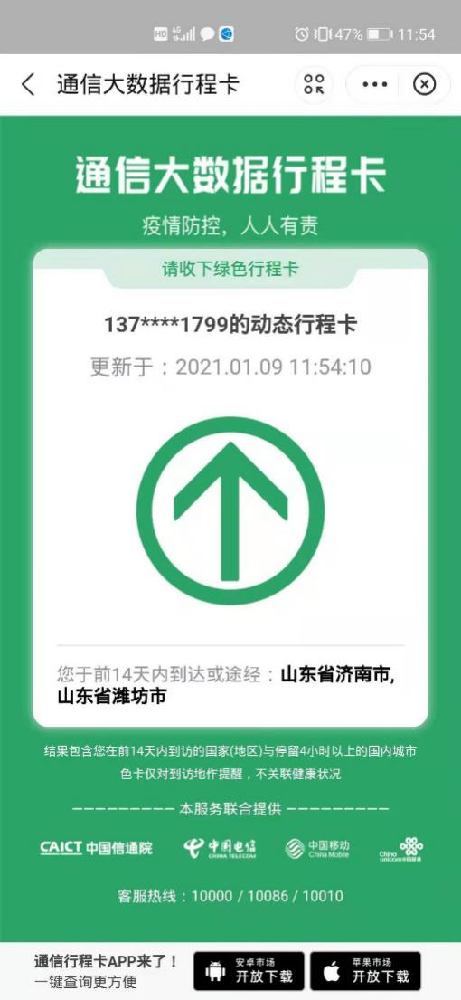 HD 4G 47% 11:54
通信大数据行程卡
通信大数据行程卡
疫情防控，人人有责
请收下绿色行程卡
137****1799的动态行程卡
更新于：2021.01.09 11:54:10
您于前14天内到达或途经：山东省济南市,
山东省潍坊市
结果包含您在前14天内到访的国家(地区)与停留4小时以上的国内城市
色卡仅对到访地作提醒，不关联健康状况
本服务联合提供
CAICT 中国信通院 中国电信 CHINA TELECOM 中国移动 China Mobile China unicom中国联通
客服热线：10000 / 10086 / 10010
通信行程卡APP来了！
一键查询更方便
安卓市场
开放下载
苹果市场
开放下载